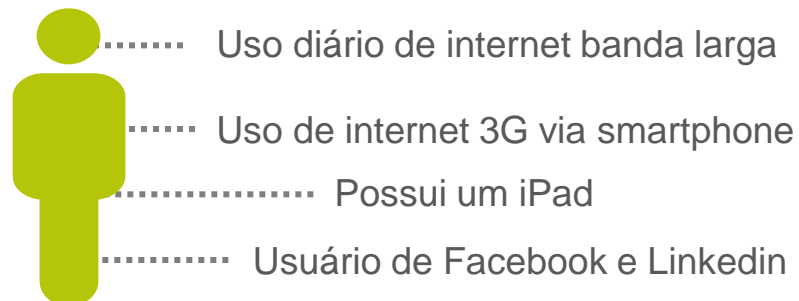 Uso diário de internet banda larga
Uso de internet 3G via smartphone
Possui um iPad
Usuário de Facebook e Linkedin